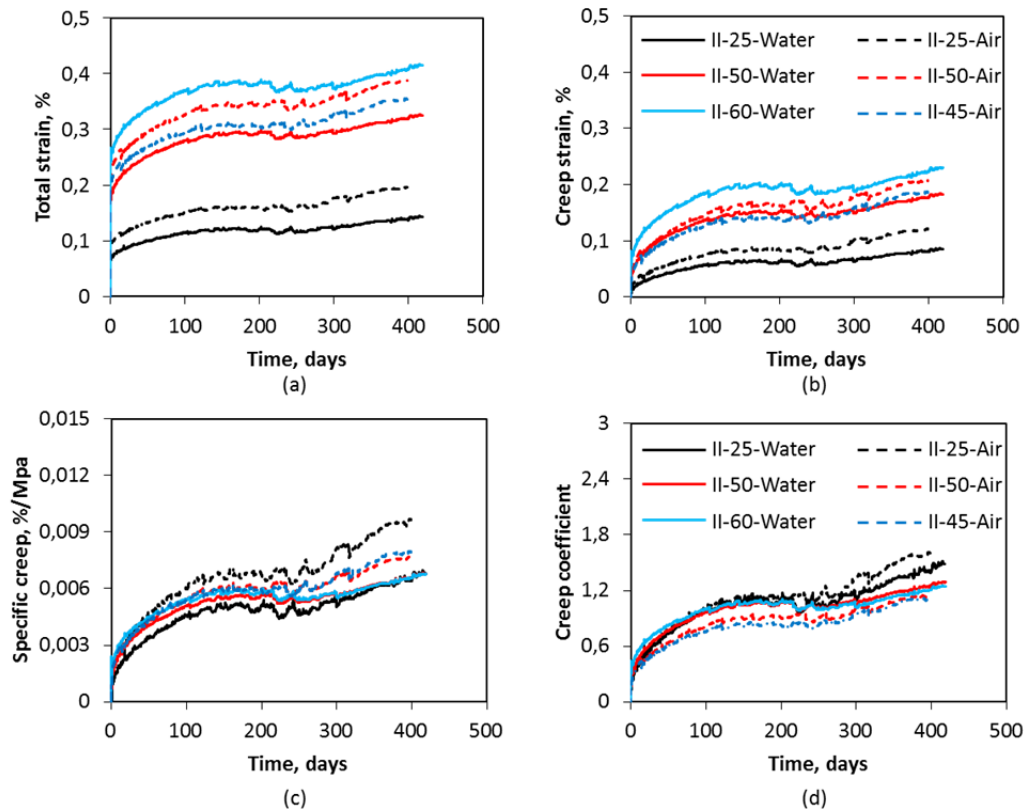 0,5
0,4
0,3
0,2
0,1
0
Total strain, %
0 100 200 300 400 500
Time, days
(a)
0,5
0,4
0,3
0,2
0,1
0
Creep strain, %
II-25-Water II-25-Air
II-50-Water II-50-Air
II-60-Water II-45-Air
0 100 200 300 400 500
Time, days
(b)
0,015
0,012
0,009
0,006
0,003
0
Specific creep, %/Mpa
0 100 200 300 400 500
Time, days
(c)
3
2,4
1,8
1,2
0,6
0
Creep coefficient
II-25-Water II-25-Air
II-50-Water II-50-Air
II-60-Water II-45-Air
0 100 200 300 400 500
Time, days
(d)